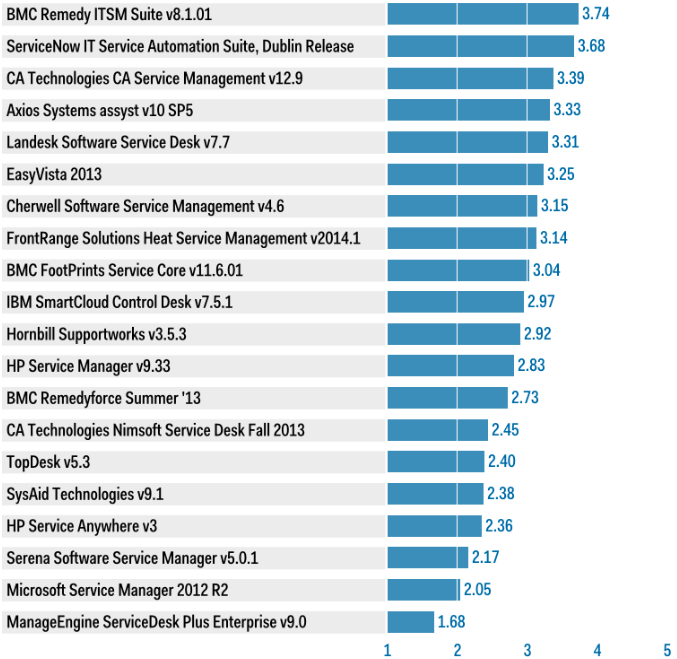 BMC Remedy ITSM Suite v8.1.01 3.74
ServiceNow IT Service Automation Suite, Dublin Release 3.68
CA Technologies CA Service Management v12.9 3.39
Axios Systems assyst v10 SP5 3.33
Landesk Software Service Desk v7.7 3.31
EasyVista 2013 3.25
Cherwell Software Service Management v4.6 3.15
FrontRange Solutions Heat Service Management v2014.1 3.14
BMC FootPrints Service Core v11.6.01 3.04
IBM SmartCloud Control Desk v7.5.1 2.97
Hornbill Supportworks v3.5.3 2.92
HP Service Manager v9.33 2.83
BMC Remedyforce Summer '13 2.73
CA Technologies Nimsoft Service Desk Fall 2013 2.45
TopDesk v5.3 2.40
SysAid Technologies v9.1 2.38
HP Service Anywhere v3 2.36
Serena Software Service Manager v5.0.1 2.17
Microsoft Service Manager 2012 R2 2.05
ManageEngine ServiceDesk Plus Enterprise v9.0 1.68
1 2 3 4 5